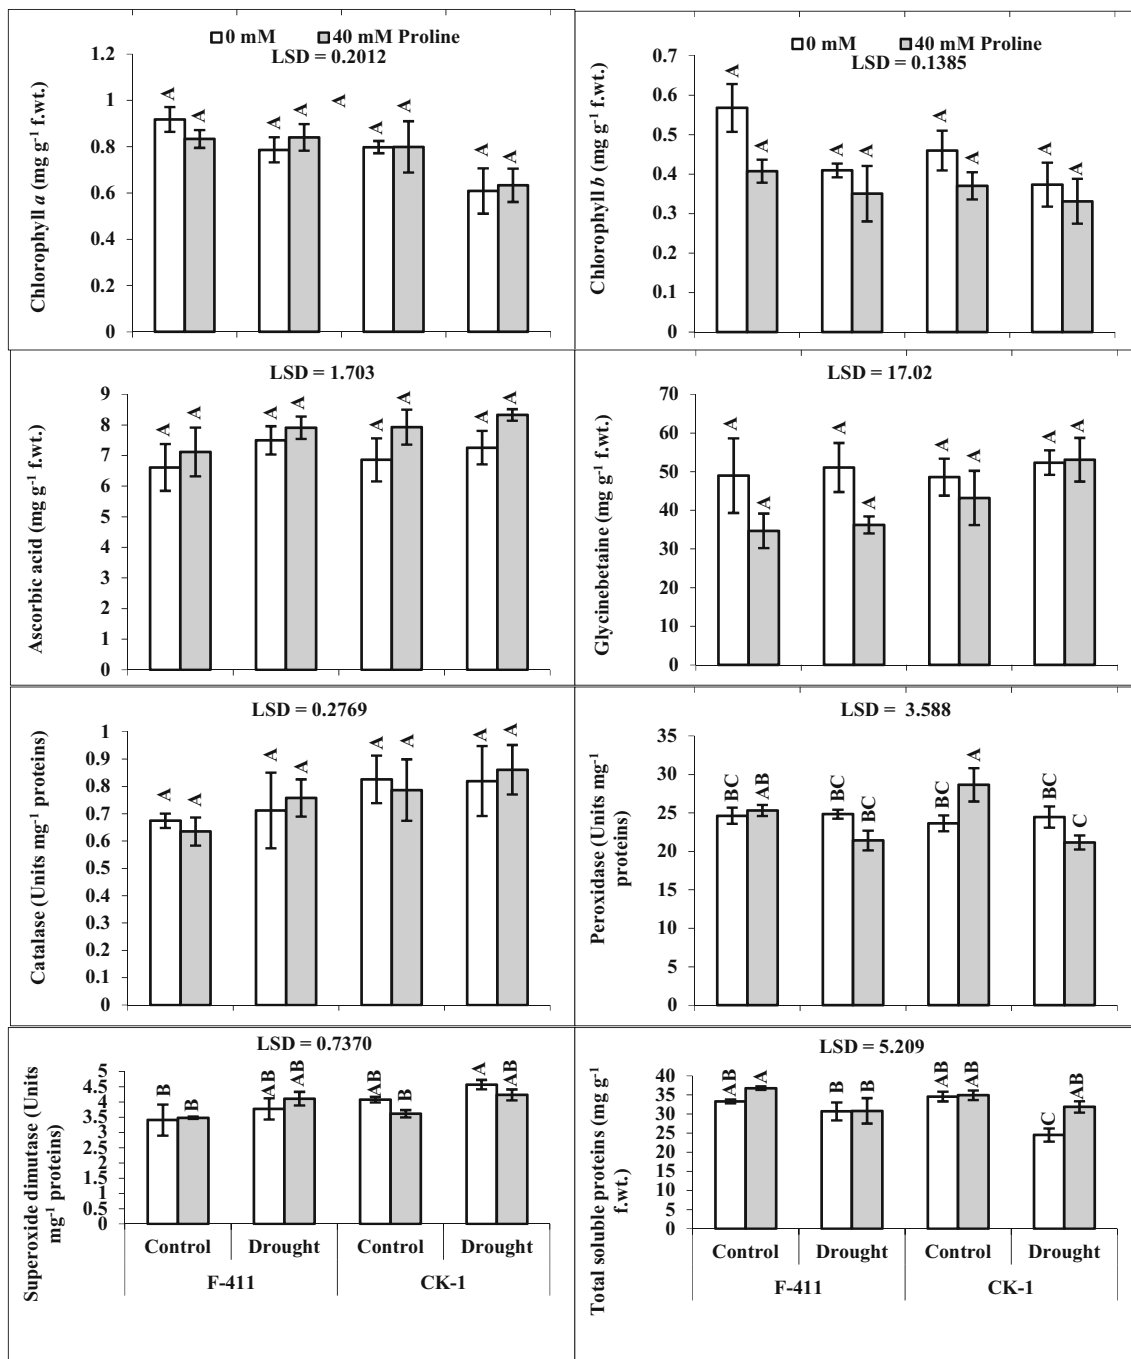 0 mM 40 mM Proline
LSD = 0.2012
Chlorophyll a (mg g⁻¹ f.wt.)
1.2
1
0.8
0.6
0.4
0.2
0
A A A A A A A A A
0 mM 40 mM Proline
LSD = 0.1385
Chlorophyll b (mg g⁻¹ f.wt.)
0.7
0.6
0.5
0.4
0.3
0.2
0.1
0
A A A A A A A A
LSD = 1.703
Ascorbic acid (mg g⁻¹ f.wt.)
9
8
7
6
5
4
3
2
1
0
A A A A A A A A
LSD = 17.02
Glycinebetaine (mg g⁻¹ f.wt.)
70
60
50
40
30
20
10
0
A A A A A A A A
LSD = 0.2769
Catalase (Units mg⁻¹ proteins)
1
0.9
0.8
0.7
0.6
0.5
0.4
0.3
0.2
0.1
0
A A A A A A A A
LSD = 3.588
Peroxidase (Units mg⁻¹
proteins)
35
30
25
20
15
10
5
0
BC AB BC BC BC A BC C
LSD = 0.7370
Superoxide dimutase (Units
mg⁻¹ proteins)
5
4.5
4
3.5
3
2.5
2
1.5
1
0.5
0
B B AB AB AB B A AB
Control Drought Control Drought
F-411 CK-1
LSD = 5.209
Total soluble proteins (mg g⁻¹
f.wt.)
40
35
30
25
20
15
10
5
0
AB A B B AB AB C AB
Control Drought Control Drought
F-411 CK-1